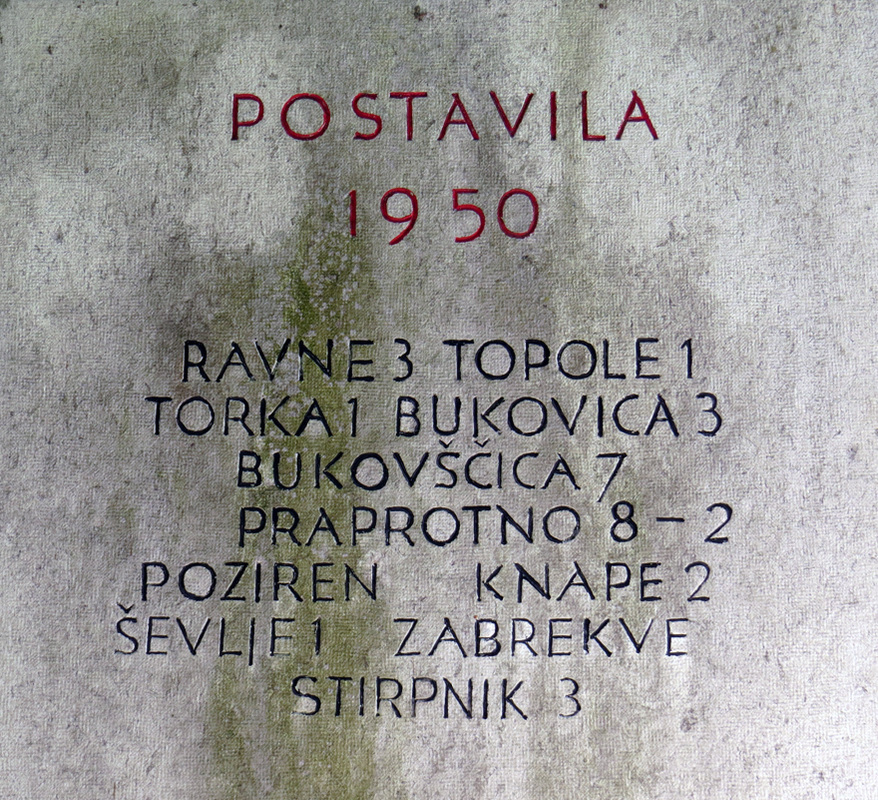 POSTAVILA
1950
RAVNE 3 TOPOLE 1
TORKA 1 BUKOVICA 3
BUKOVŠČICA 7
PRAPROTNO 8 – 2
POZIREN KNAPE 2
ŠEVLJE 1 ZABREKVE
STIRPNIK 3